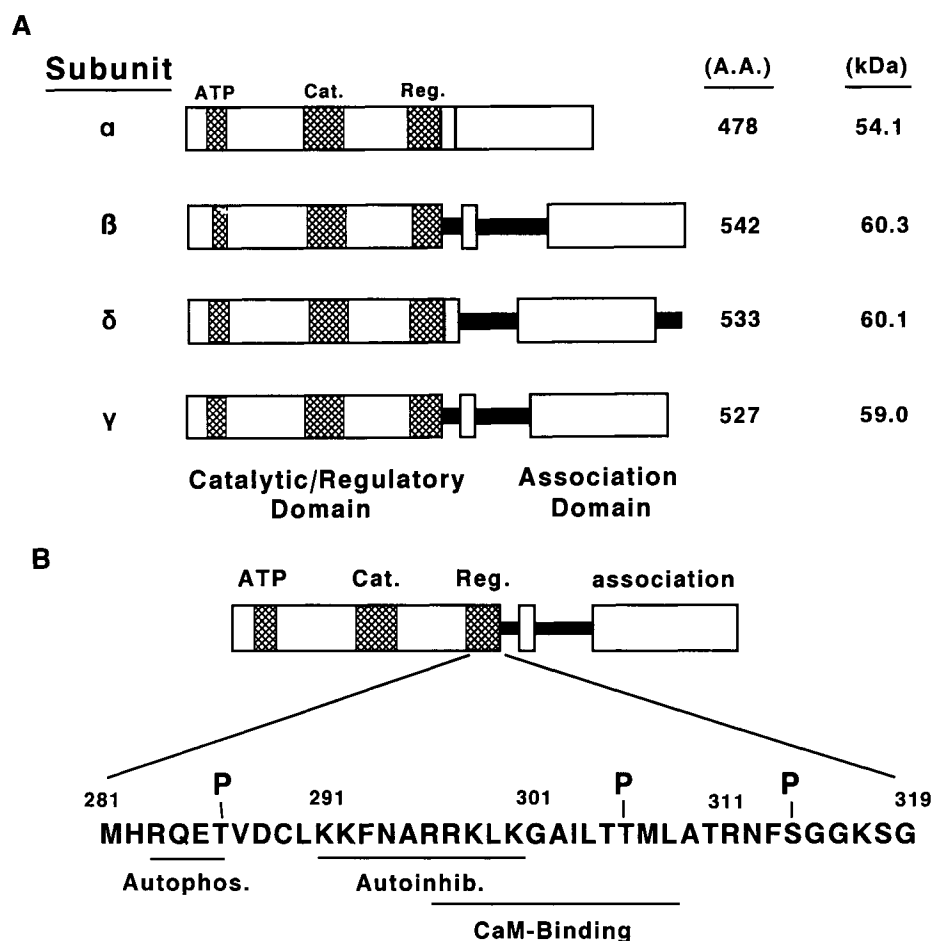 A
Subunit (A.A.) (kDa)
ATP Cat. Reg.
α 478 54.1
β 542 60.3
δ 533 60.1
γ 527 59.0
Catalytic/Regulatory Domain Association Domain
B
ATP Cat. Reg. association
P P P
281 291 301 311 319
MHRQETVDCLKKFNARRKLKGAILTTMLATRNFSGGKSG
Autophos. Autoinhib.
CaM-Binding